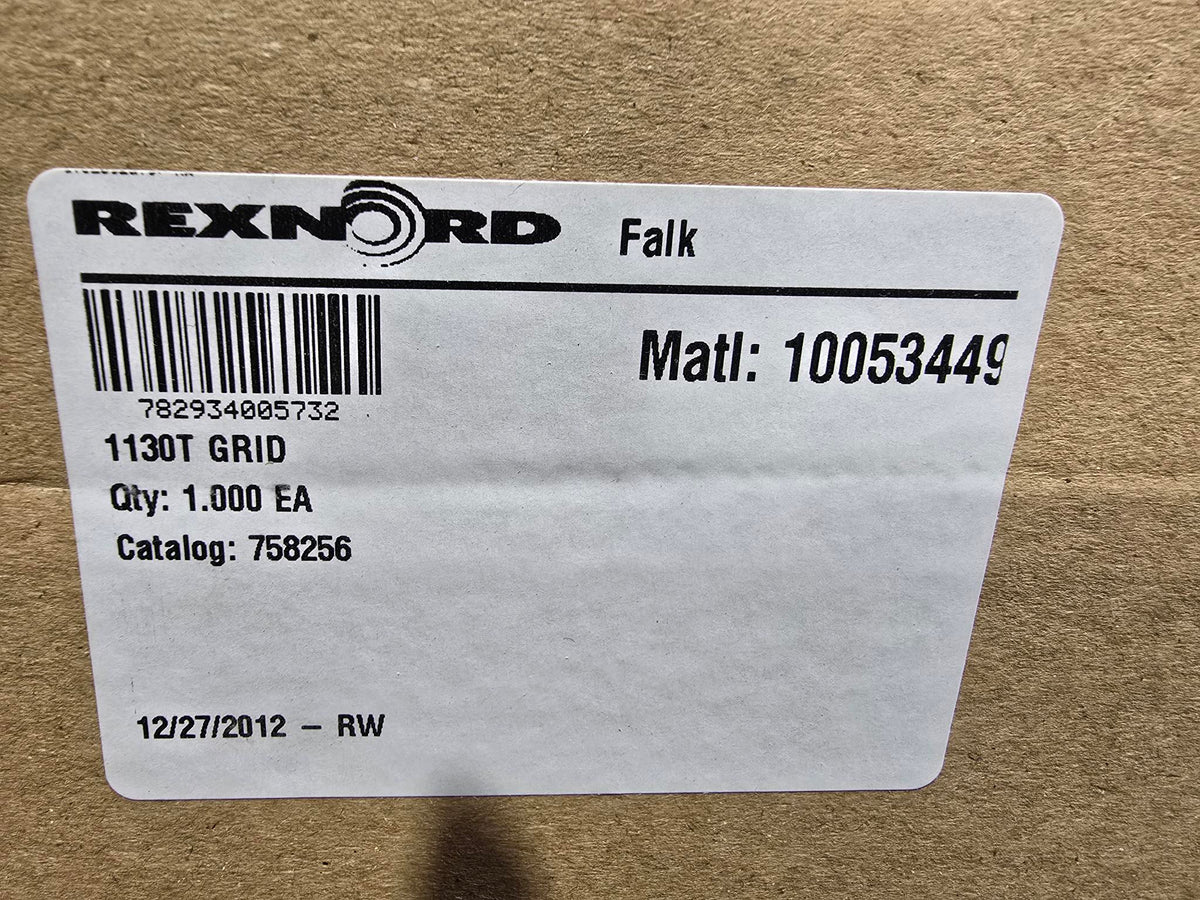 REXNORD Falk
Matl: 10053449
782934005732
1130T GRID
Qty: 1.000 EA
Catalog: 758256
12/27/2012 – RW